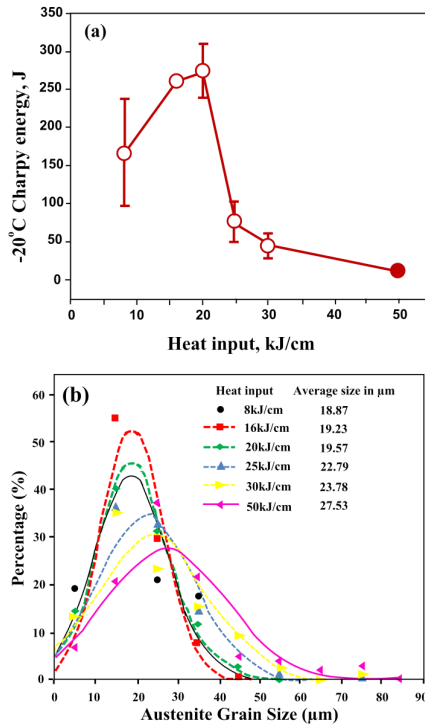 (a)
350
300
250
200
150
100
50
0
-20°C Charpy energy, J
0 10 20 30 40 50
Heat input, kJ/cm
(b)
Heat input Average size in µm
8kJ/cm 18.87
16kJ/cm 19.23
20kJ/cm 19.57
25kJ/cm 22.79
30kJ/cm 23.78
50kJ/cm 27.53
60
50
40
30
20
10
0
Percentage (%)
0 10 20 30 40 50 60 70 80 90
Austenite Grain Size (µm)